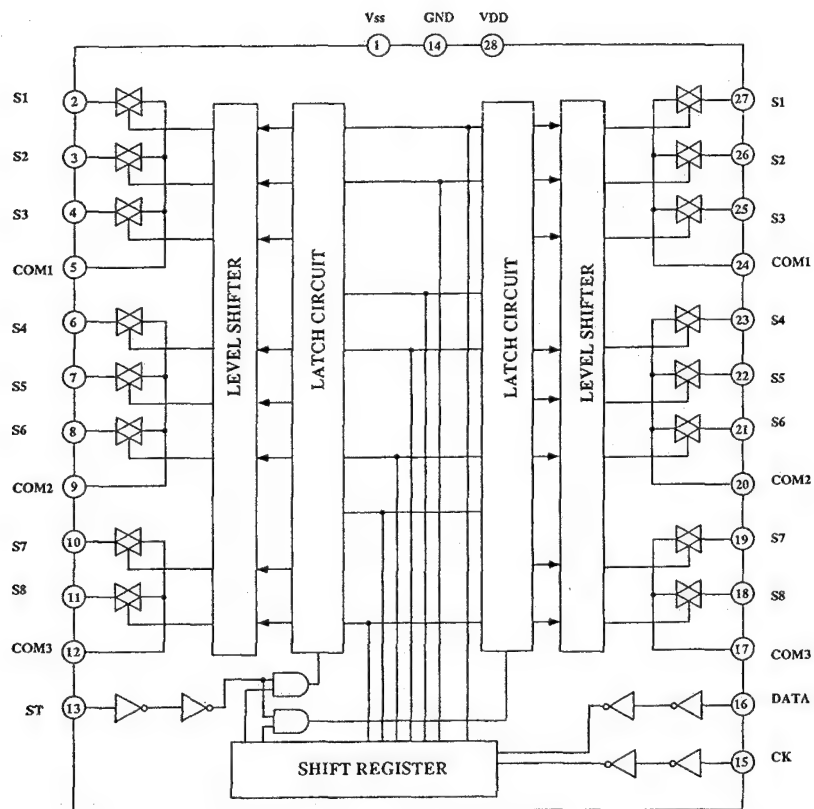 Vss GND VDD
1 14 28
S1 2 27 S1
S2 3 26 S2
S3 4 25 S3
COM1 5 24 COM1
S4 6 23 S4
S5 7 22 S5
S6 8 21 S6
COM2 9 20 COM2
S7 10 19 S7
S8 11 18 S8
COM3 12 17 COM3
LEVEL SHIFTER
LATCH CIRCUIT
LATCH CIRCUIT
LEVEL SHIFTER
ST 13 16 DATA
15 CK
SHIFT REGISTER